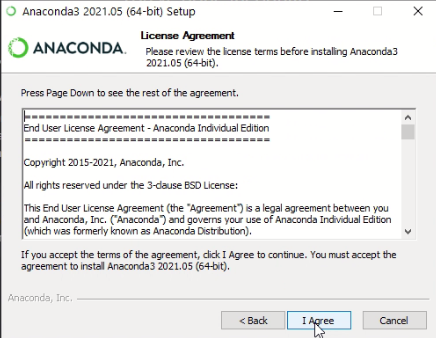 Anaconda3 2021.05 (64-bit) Setup
ANACONDA.
License Agreement
Please review the license terms before installing Anaconda3
2021.05 (64-bit).
Press Page Down to see the rest of the agreement.
======================================
End User License Agreement - Anaconda Individual Edition
======================================
Copyright 2015-2021, Anaconda, Inc.
All rights reserved under the 3-clause BSD License:
This End User License Agreement (the "Agreement") is a legal agreement between you
and Anaconda, Inc. ("Anaconda") and governs your use of Anaconda Individual Edition
(which was formerly known as Anaconda Distribution).
If you accept the terms of the agreement, click I Agree to continue. You must accept the
agreement to install Anaconda3 2021.05 (64-bit).
Anaconda, Inc.
< Back
I Agree
Cancel